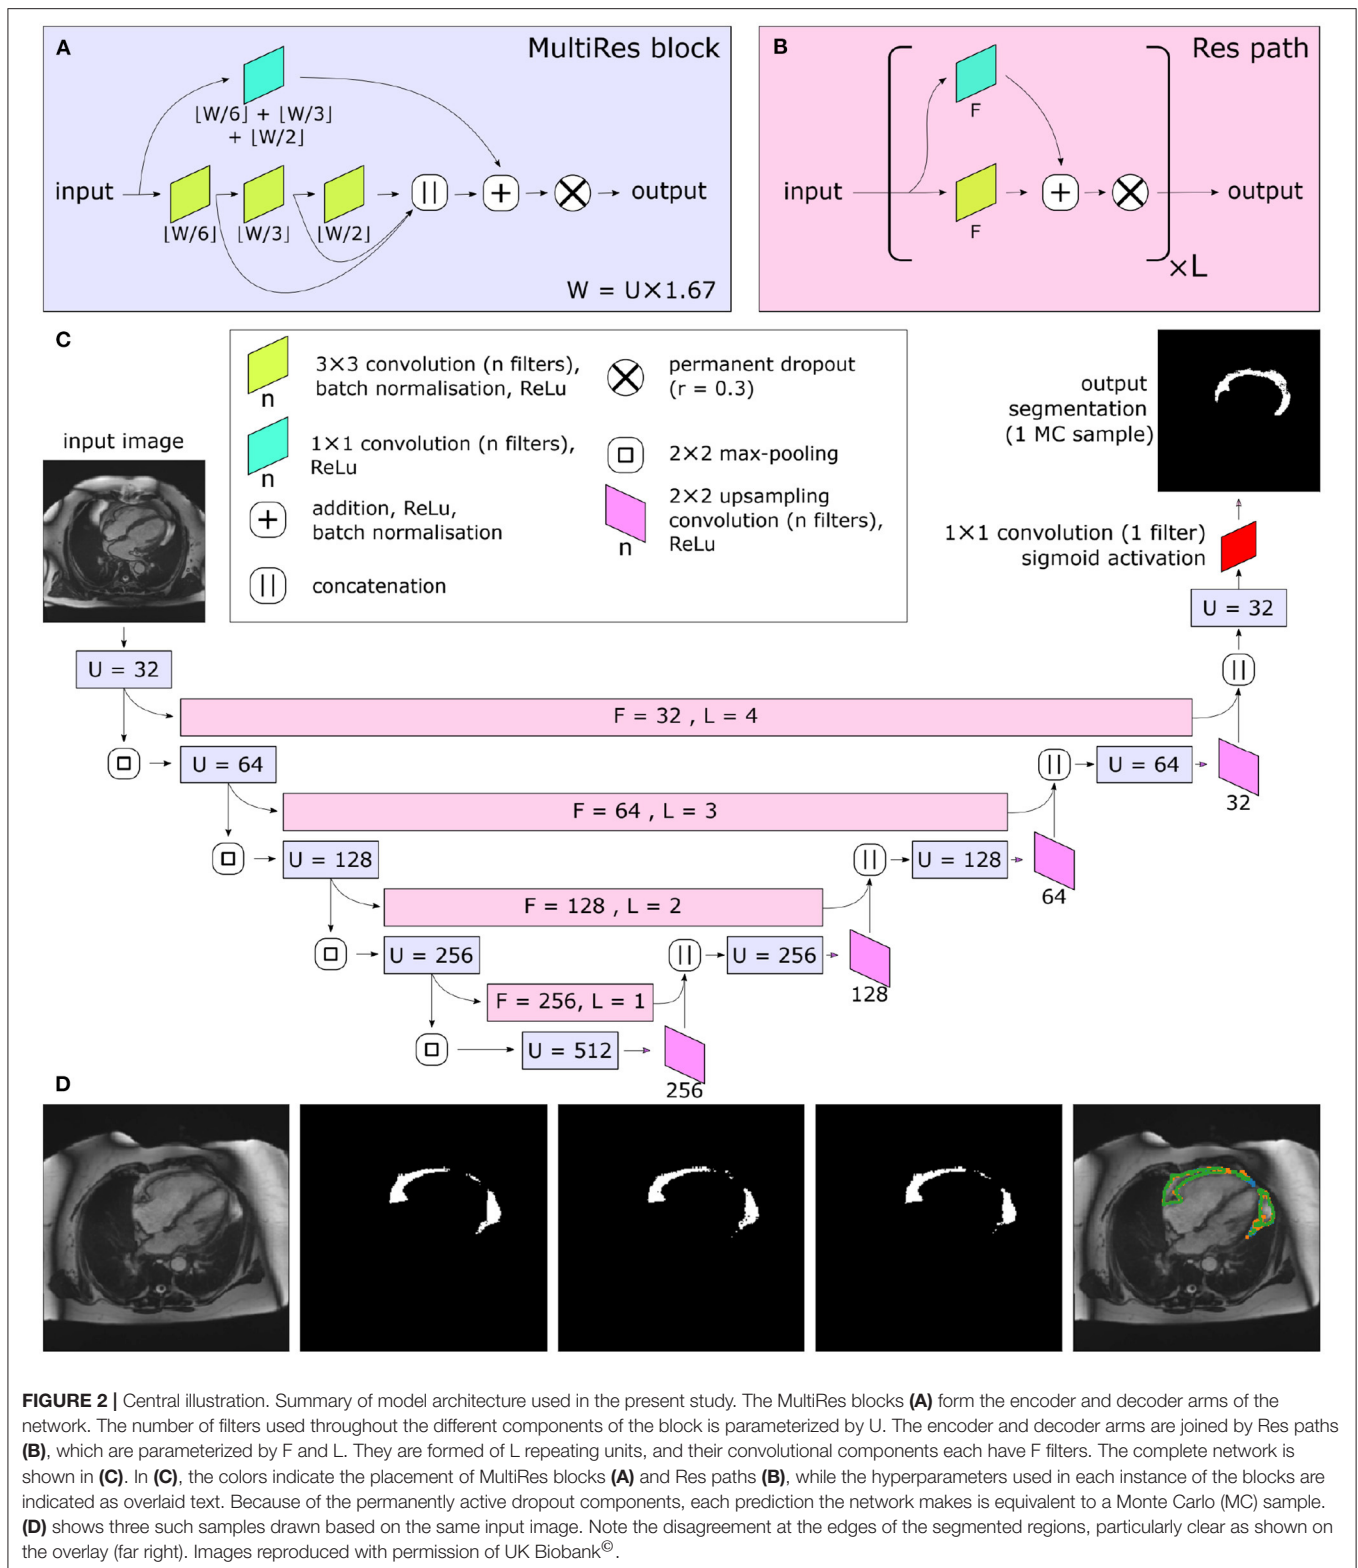 A
MultiRes block
⌊W/6⌋ + ⌊W/3⌋
+ ⌊W/2⌋
input
output
⌊W/6⌋ ⌊W/3⌋ ⌊W/2⌋
W = U×1.67
B
Res path
F
input
output
F
×L
C
3×3 convolution (n filters),
batch normalisation, ReLu
n
1×1 convolution (n filters),
ReLu
n
addition, ReLu,
batch normalisation
concatenation
permanent dropout
(r = 0.3)
2×2 max-pooling
2×2 upsampling
convolution (n filters),
ReLu
n
input image
output
segmentation
(1 MC sample)
1×1 convolution (1 filter)
sigmoid activation
U = 32
U = 32
F = 32 , L = 4
U = 64
U = 64
32
F = 64 , L = 3
U = 128
U = 128
64
F = 128 , L = 2
U = 256
U = 256
128
F = 256, L = 1
U = 512
256
D
FIGURE 2 | Central illustration. Summary of model architecture used in the present study. The MultiRes blocks (A) form the encoder and decoder arms of the
network. The number of filters used throughout the different components of the block is parameterized by U. The encoder and decoder arms are joined by Res paths
(B), which are parameterized by F and L. They are formed of L repeating units, and their convolutional components each have F filters. The complete network is
shown in (C). In (C), the colors indicate the placement of MultiRes blocks (A) and Res paths (B), while the hyperparameters used in each instance of the blocks are
indicated as overlaid text. Because of the permanently active dropout components, each prediction the network makes is equivalent to a Monte Carlo (MC) sample.
(D) shows three such samples drawn based on the same input image. Note the disagreement at the edges of the segmented regions, particularly clear as shown on
the overlay (far right). Images reproduced with permission of UK Biobank©.